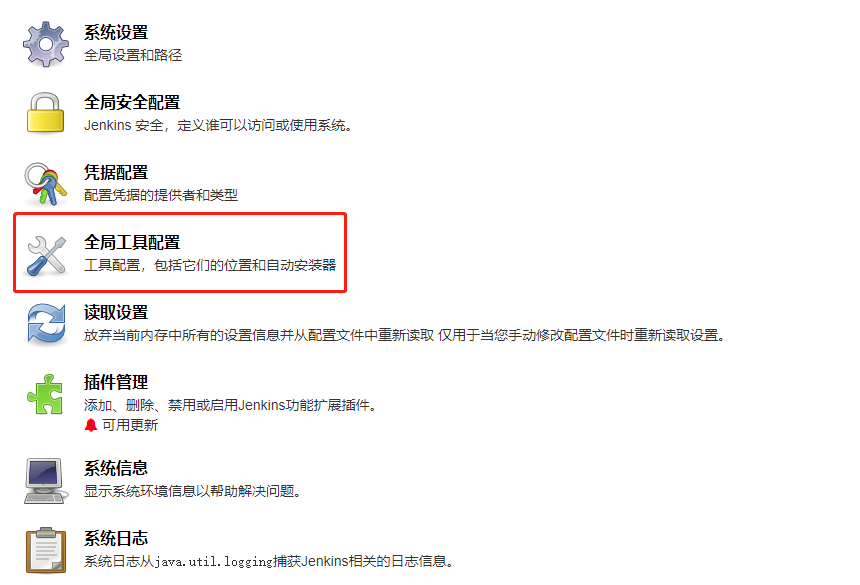 系统设置
全局设置和路径
全局安全配置
Jenkins 安全，定义谁可以访问或使用系统。
凭据配置
配置凭据的提供者和类型
全局工具配置
工具配置，包括它们的位置和自动安装器
读取设置
放弃当前内存中所有的设置信息并从配置文件中重新读取 仅用于当您手动修改配置文件时重新读取设置。
插件管理
添加、删除、禁用或启用Jenkins功能扩展插件。
可用更新
系统信息
显示系统环境信息以帮助解决问题。
系统日志
系统日志从java.util.logging捕获Jenkins相关的日志信息。